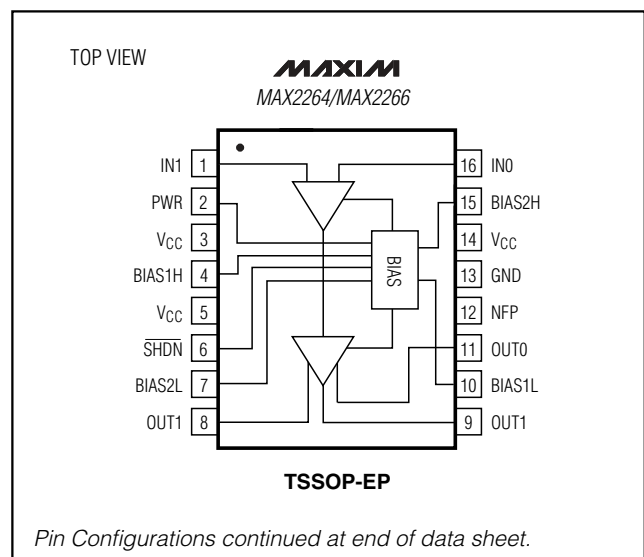 TOP VIEW
MAXIM
MAX2264/MAX2266
IN1 1 16 IN0
PWR 2 15 BIAS2H
VCC 3 14 VCC
BIAS1H 4 BIAS 13 GND
VCC 5 12 NFP
SHDN 6 11 OUT0
BIAS2L 7 10 BIAS1L
OUT1 8 9 OUT1
TSSOP-EP
Pin Configurations continued at end of data sheet.